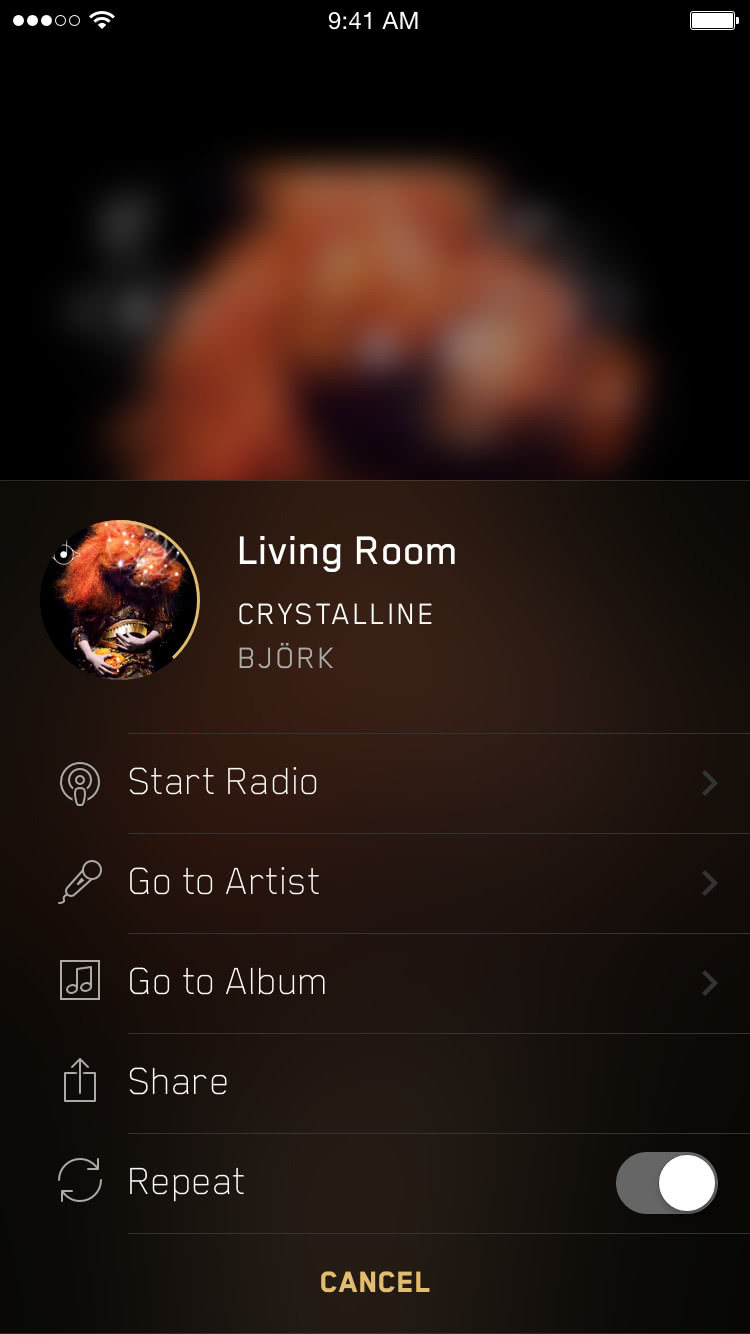 9:41 AM
Living Room
CRYSTALLINE
BJÖRK
Start Radio
Go to Artist
Go to Album
Share
Repeat
CANCEL